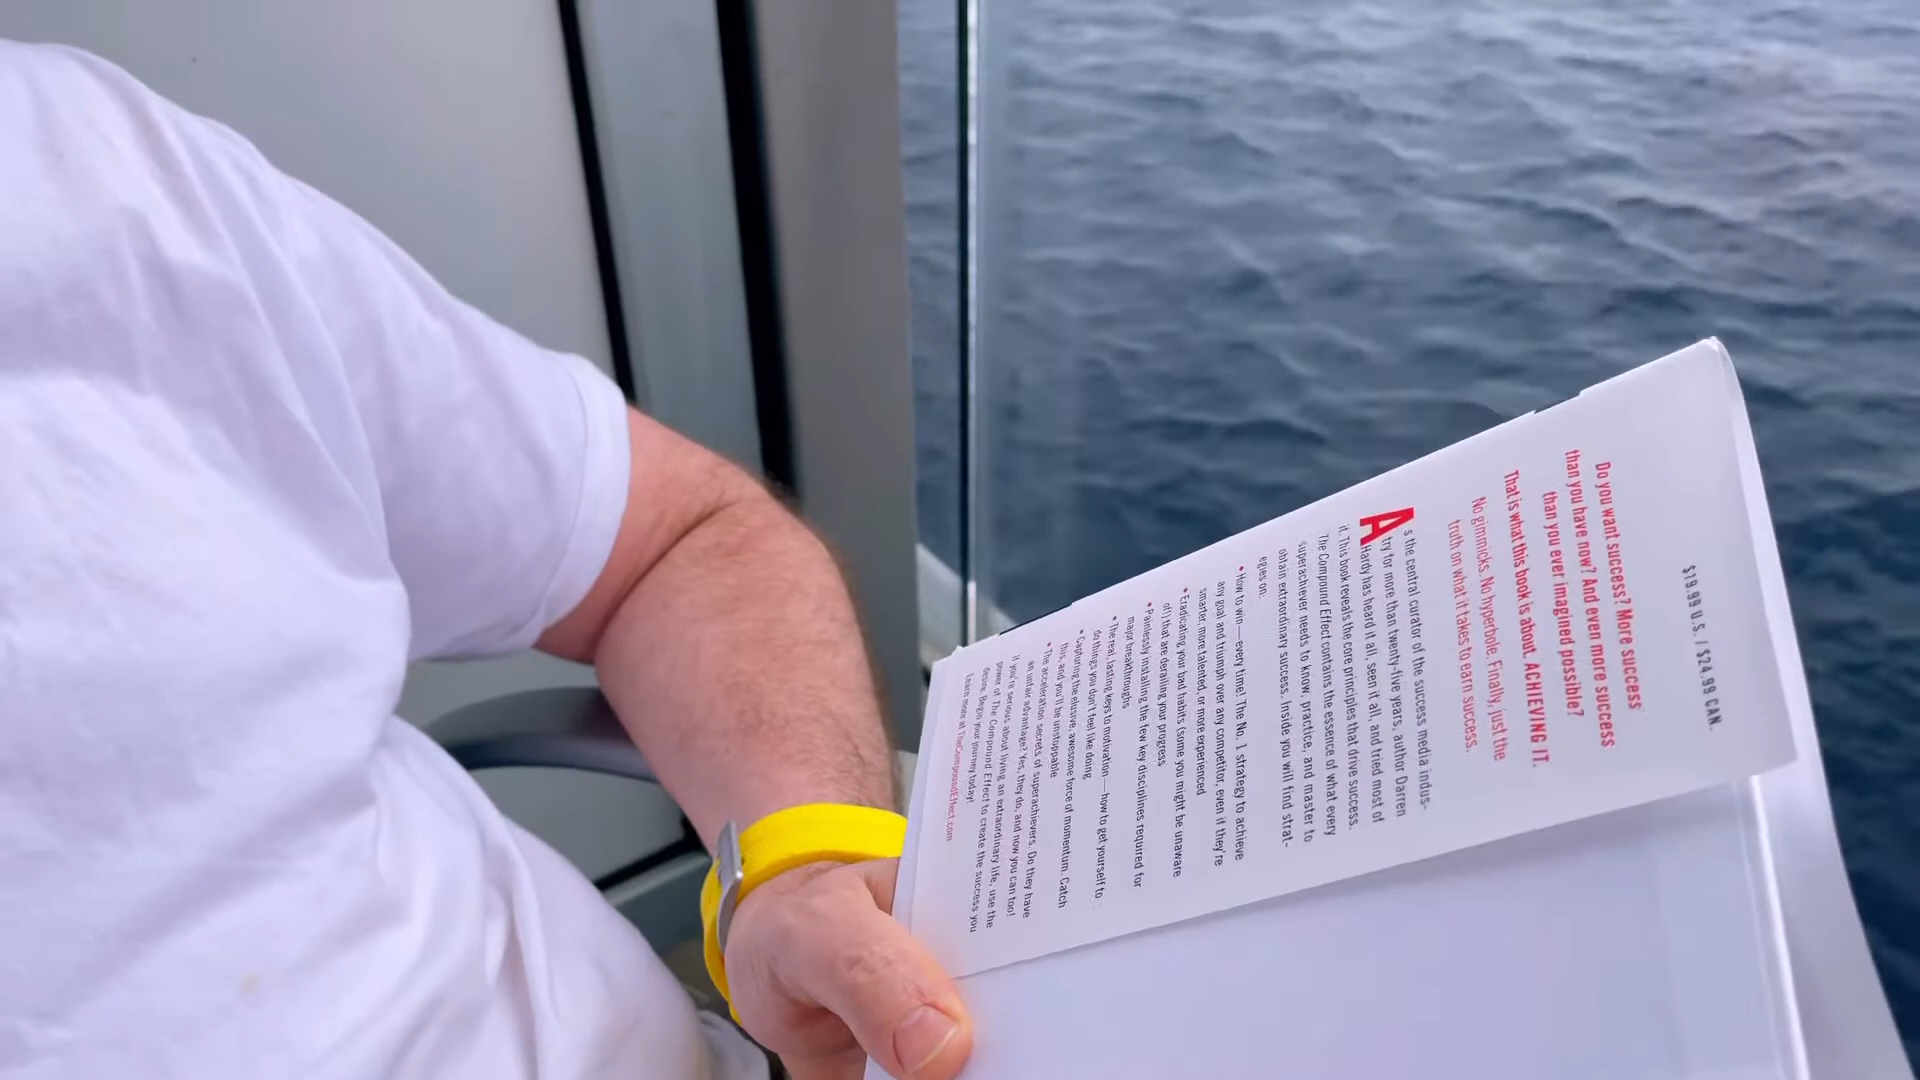 $19.99 U.S. / $24.99 CAN.
Do you want success? More success
than you have now? And even more success
than you ever imagined possible?
That is what this book is about. ACHIEVING IT.
No gimmicks. No hyperbole. Finally, just the
truth on what it takes to earn success.
As the central curator of the success media indus-
try for more than twenty-five years, author Darren
Hardy has heard it all, seen it all, and tried most of
it. This book reveals the core principles that drive success.
The Compound Effect contains the essence of what every
superachiever needs to know, practice, and master to
obtain extraordinary success. Inside you will find strat-
egies on:
• How to win—every time! The No. 1 strategy to achieve
any goal and triumph over any competitor, even if they're
smarter, more talented, or more experienced
• Eradicating your bad habits (some you might be unaware
of!) that are derailing your progress
• Painlessly installing the few key disciplines required for
major breakthroughs
• The real, lasting keys to motivation—how to get yourself to
do things you don't feel like doing
• Capturing the elusive, awesome force of momentum. Catch
this, and you'll be unstoppable
• The acceleration secrets of superachievers. Do they have
an unfair advantage? Yes, they do, and now you can too!
If you're serious about living an extraordinary life, use the
power of The Compound Effect to create the success you
desire. Begin your journey today!
Learn more at TheCompoundEffect.com